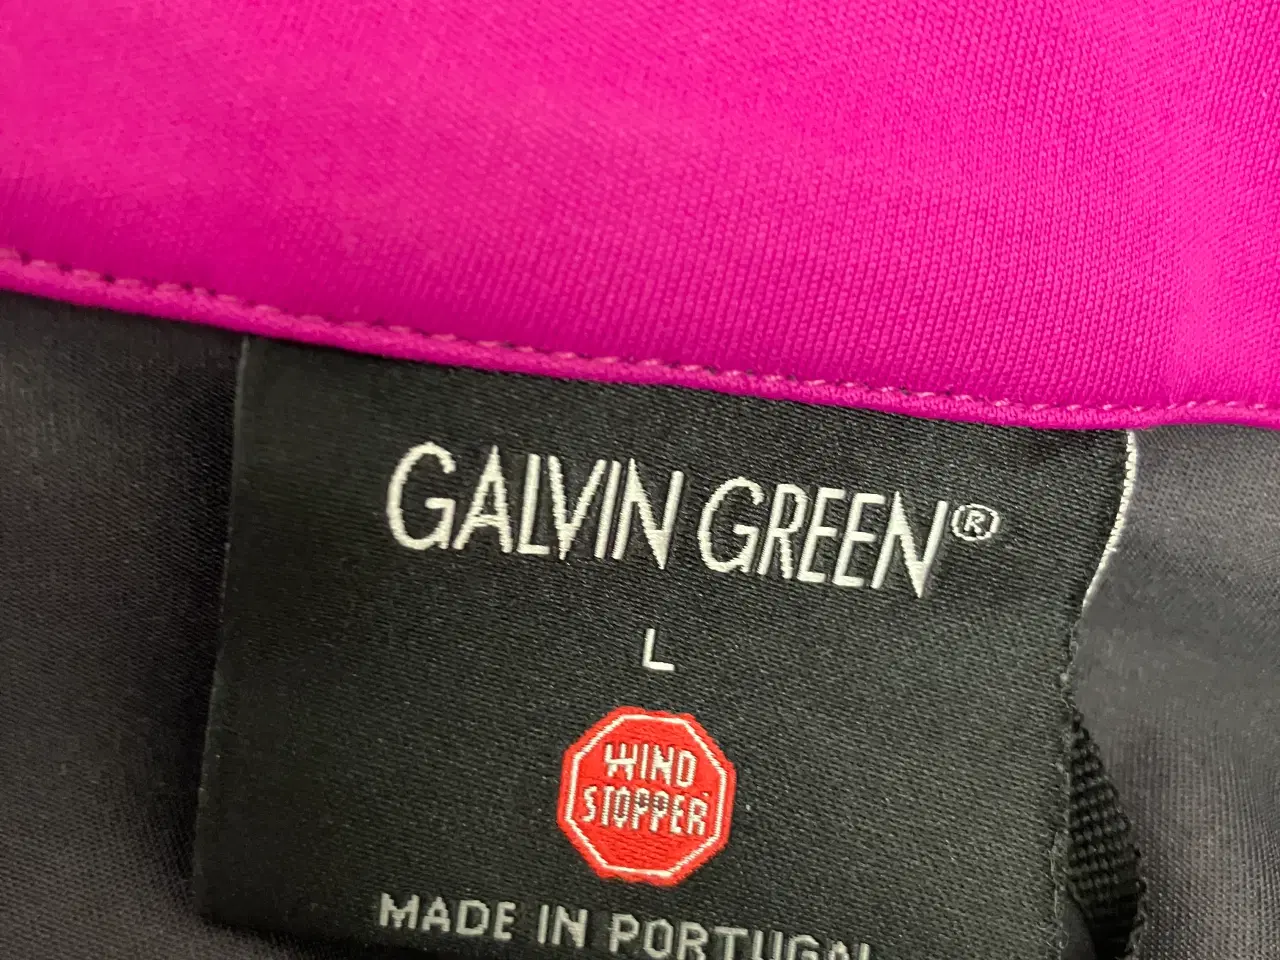 GALVIN GREEN®
L
WIND
STOPPER
MADE IN PORTUGAL